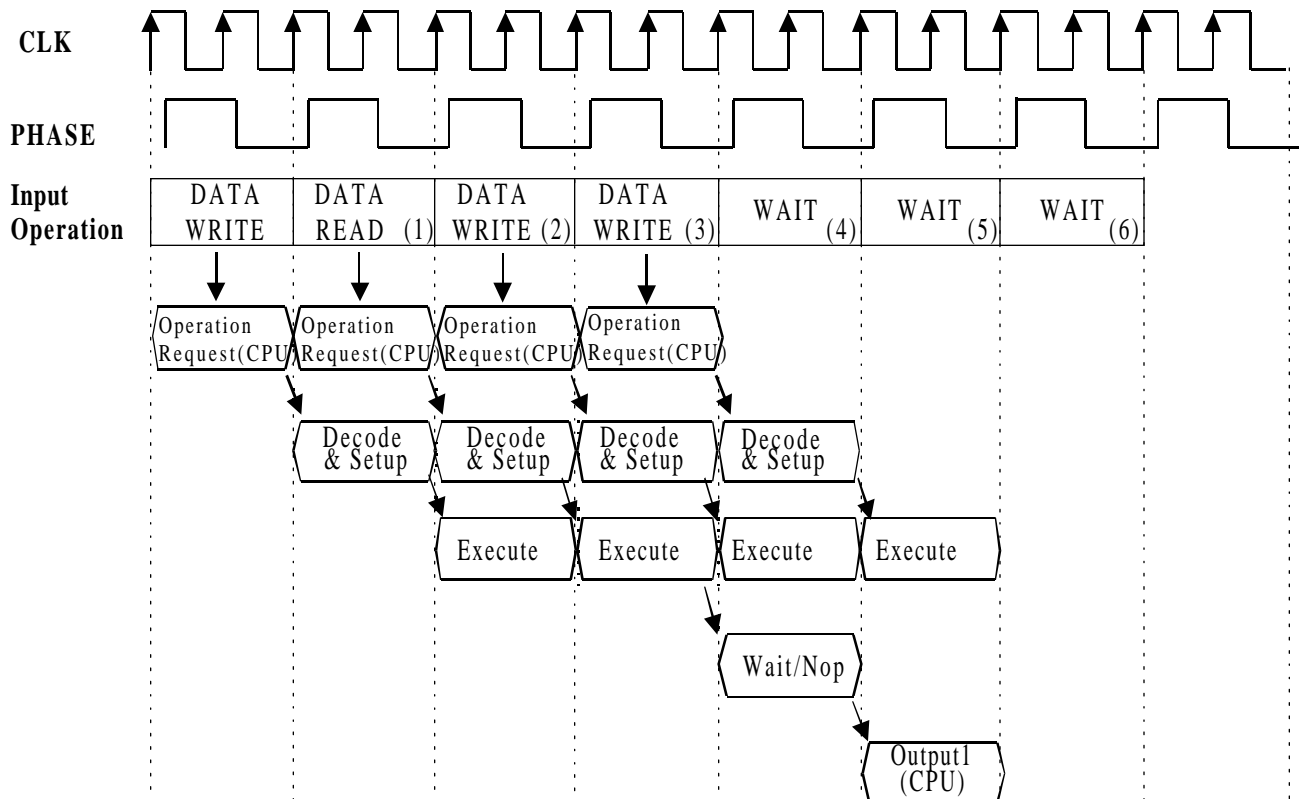 CLK
PHASE
Input
Operation
DATA
WRITE
DATA
READ (1)
DATA
WRITE (2)
DATA
WRITE (3)
WAIT
(4)
WAIT
(5)
WAIT
(6)
Operation
Request(CPU)
Operation
Request(CPU)
Operation
Request(CPU)
Operation
Request(CPU)
Decode
& Setup
Decode
& Setup
Decode
& Setup
Decode
& Setup
Execute
Execute
Execute
Execute
Wait/Nop
Output1
(CPU)